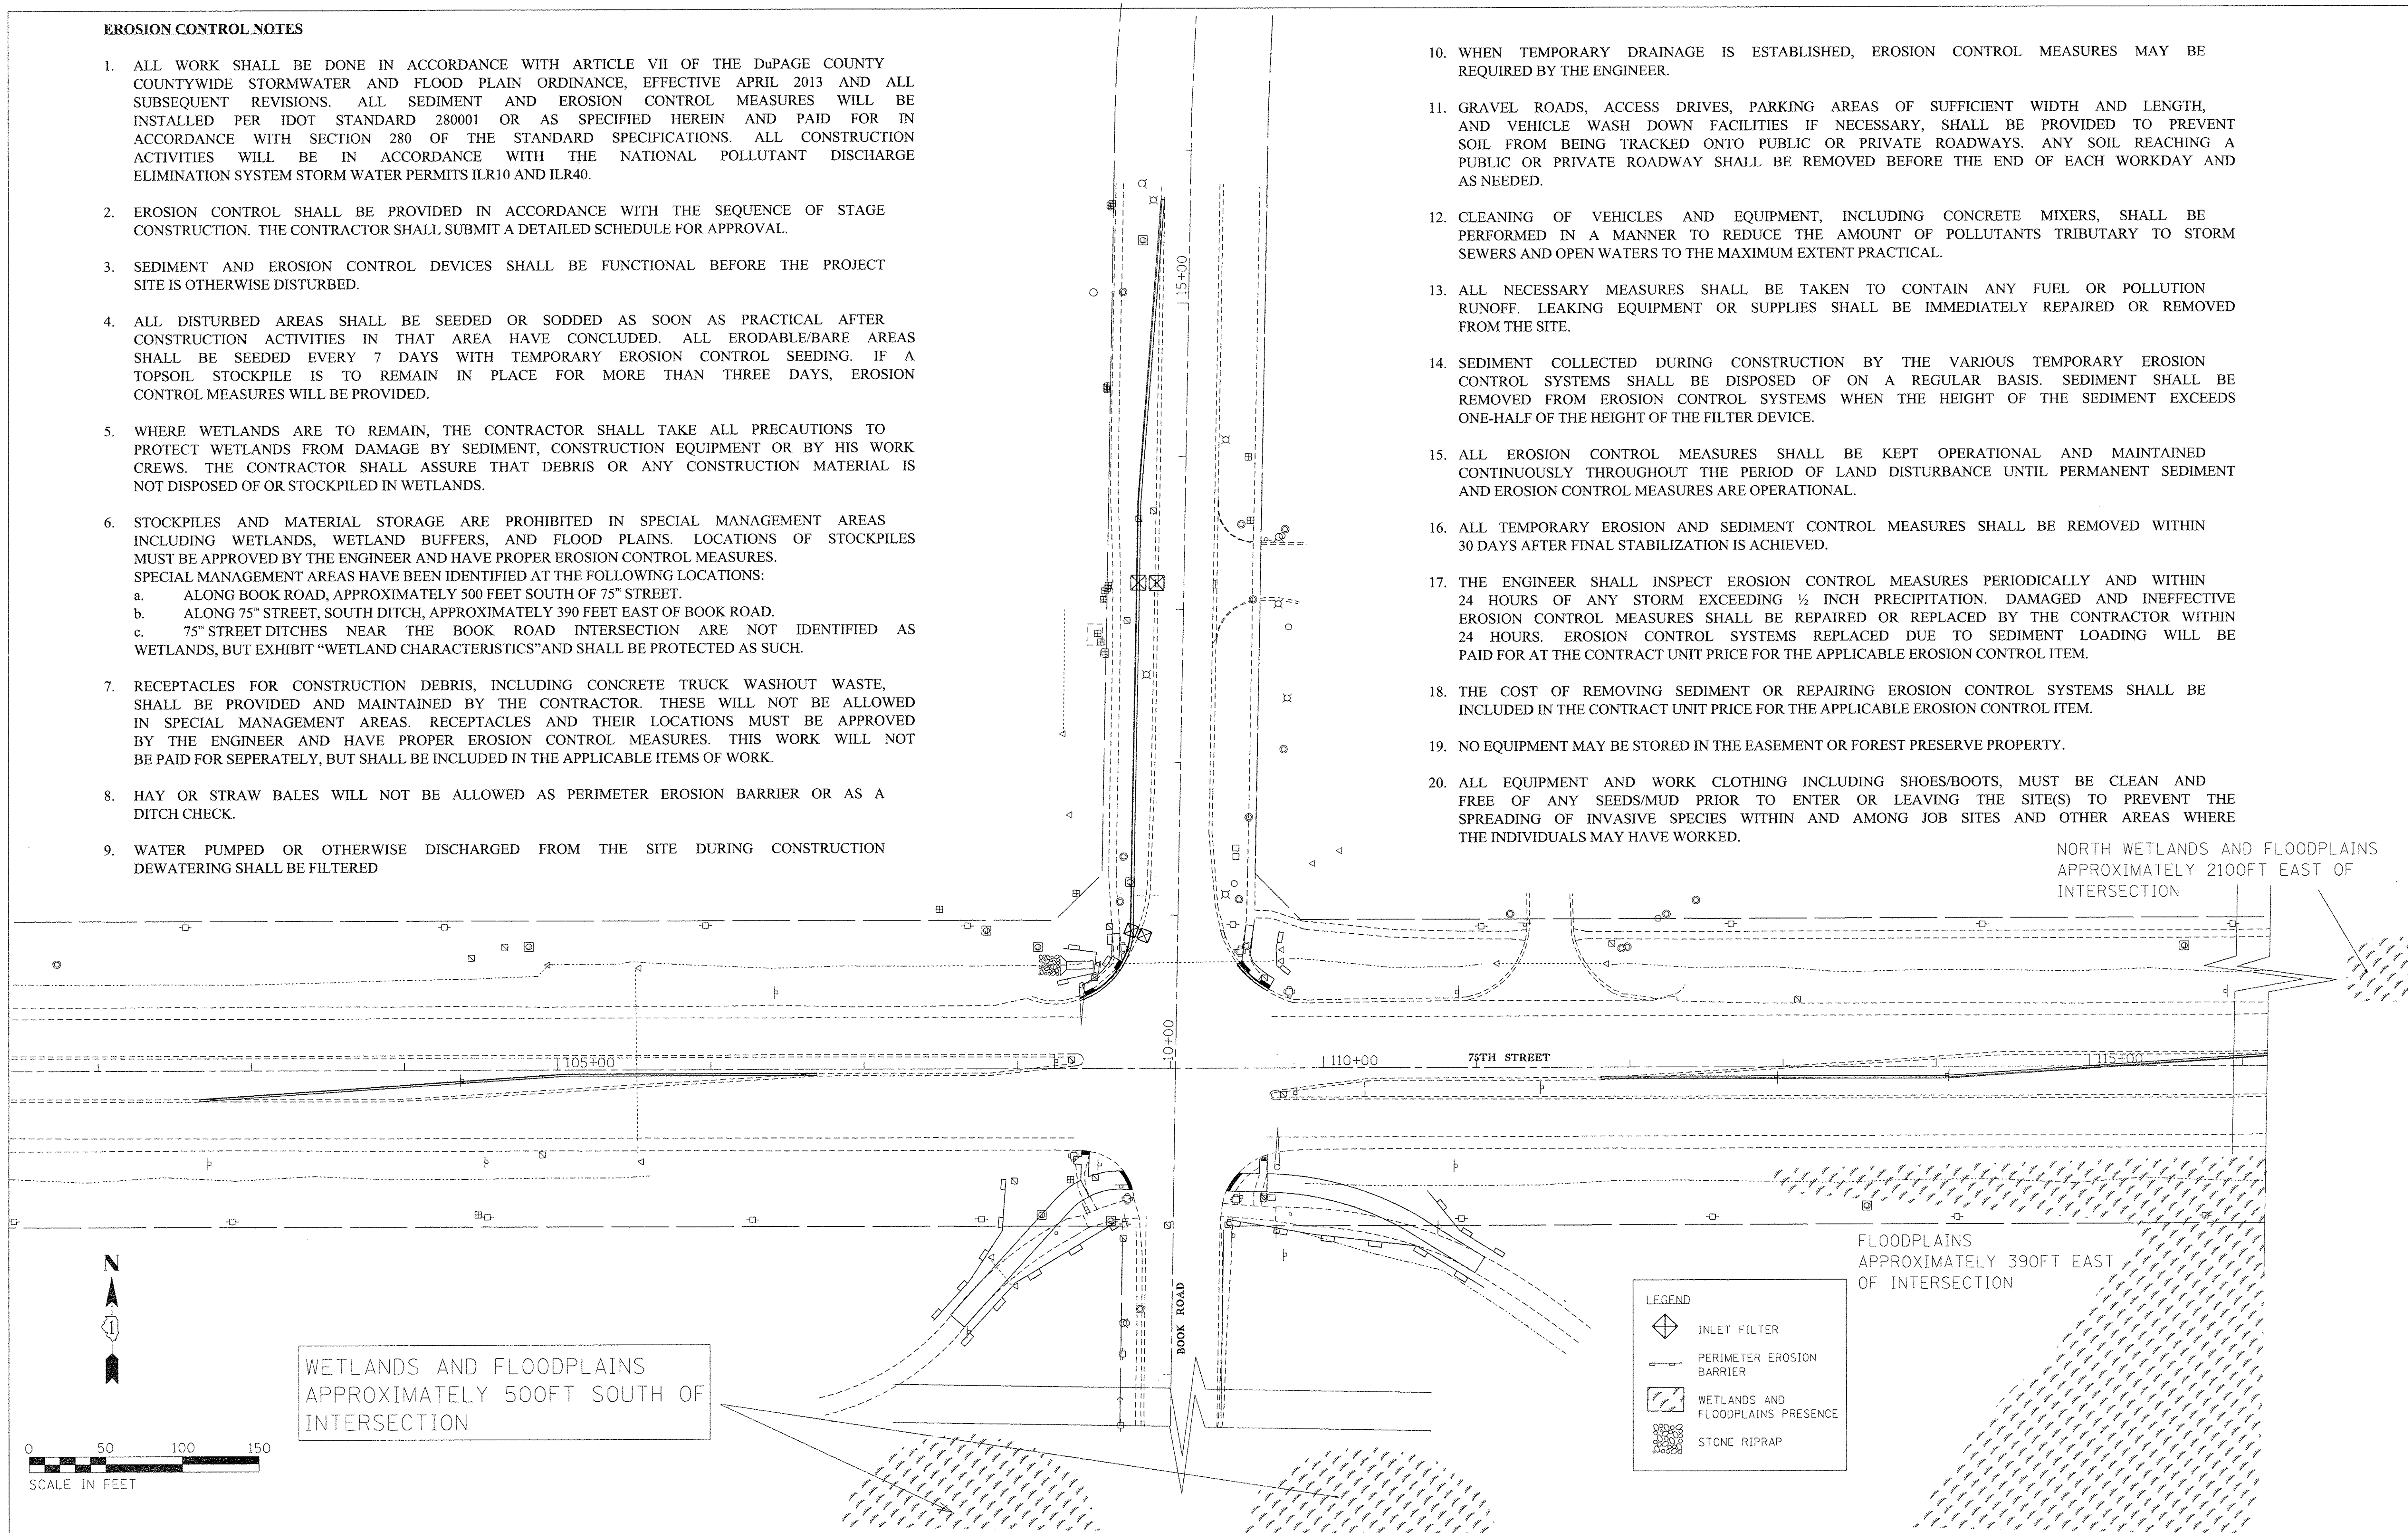 EROSION CONTROL NOTES
1. ALL WORK SHALL BE DONE IN ACCORDANCE WITH ARTICLE VII OF THE DuPAGE COUNTY
COUNTYWIDE STORMWATER AND FLOOD PLAIN ORDINANCE, EFFECTIVE APRIL 2013 AND ALL
SUBSEQUENT REVISIONS. ALL SEDIMENT AND EROSION CONTROL MEASURES WILL BE
INSTALLED PER IDOT STANDARD 280001 OR AS SPECIFIED HEREIN AND PAID FOR IN
ACCORDANCE WITH SECTION 280 OF THE STANDARD SPECIFICATIONS. ALL CONSTRUCTION
ACTIVITIES WILL BE IN ACCORDANCE WITH THE NATIONAL POLLUTANT DISCHARGE
ELIMINATION SYSTEM STORM WATER PERMITS ILR10 AND ILR40.
2. EROSION CONTROL SHALL BE PROVIDED IN ACCORDANCE WITH THE SEQUENCE OF STAGE
CONSTRUCTION. THE CONTRACTOR SHALL SUBMIT A DETAILED SCHEDULE FOR APPROVAL.
3. SEDIMENT AND EROSION CONTROL DEVICES SHALL BE FUNCTIONAL BEFORE THE PROJECT
SITE IS OTHERWISE DISTURBED.
4. ALL DISTURBED AREAS SHALL BE SEEDED OR SODDED AS SOON AS PRACTICAL AFTER
CONSTRUCTION ACTIVITIES IN THAT AREA HAVE CONCLUDED. ALL ERODABLE/BARE AREAS
SHALL BE SEEDED EVERY 7 DAYS WITH TEMPORARY EROSION CONTROL SEEDING. IF A
TOPSOIL STOCKPILE IS TO REMAIN IN PLACE FOR MORE THAN THREE DAYS, EROSION
CONTROL MEASURES WILL BE PROVIDED.
5. WHERE WETLANDS ARE TO REMAIN, THE CONTRACTOR SHALL TAKE ALL PRECAUTIONS TO
PROTECT WETLANDS FROM DAMAGE BY SEDIMENT, CONSTRUCTION EQUIPMENT OR BY HIS WORK
CREWS. THE CONTRACTOR SHALL ASSURE THAT DEBRIS OR ANY CONSTRUCTION MATERIAL IS
NOT DISPOSED OF OR STOCKPILED IN WETLANDS.
6. STOCKPILES AND MATERIAL STORAGE ARE PROHIBITED IN SPECIAL MANAGEMENT AREAS
INCLUDING WETLANDS, WETLAND BUFFERS, AND FLOOD PLAINS. LOCATIONS OF STOCKPILES
MUST BE APPROVED BY THE ENGINEER AND HAVE PROPER EROSION CONTROL MEASURES.
SPECIAL MANAGEMENT AREAS HAVE BEEN IDENTIFIED AT THE FOLLOWING LOCATIONS:
a. ALONG BOOK ROAD, APPROXIMATELY 500 FEET SOUTH OF 75TH STREET.
b. ALONG 75TH STREET, SOUTH DITCH, APPROXIMATELY 390 FEET EAST OF BOOK ROAD.
c. 75TH STREET DITCHES NEAR THE BOOK ROAD INTERSECTION ARE NOT IDENTIFIED AS
WETLANDS, BUT EXHIBIT “WETLAND CHARACTERISTICS”AND SHALL BE PROTECTED AS SUCH.
7. RECEPTACLES FOR CONSTRUCTION DEBRIS, INCLUDING CONCRETE TRUCK WASHOUT WASTE,
SHALL BE PROVIDED AND MAINTAINED BY THE CONTRACTOR. THESE WILL NOT BE ALLOWED
IN SPECIAL MANAGEMENT AREAS. RECEPTACLES AND THEIR LOCATIONS MUST BE APPROVED
BY THE ENGINEER AND HAVE PROPER EROSION CONTROL MEASURES. THIS WORK WILL NOT
BE PAID FOR SEPERATELY, BUT SHALL BE INCLUDED IN THE APPLICABLE ITEMS OF WORK.
8. HAY OR STRAW BALES WILL NOT BE ALLOWED AS PERIMETER EROSION BARRIER OR AS A
DITCH CHECK.
9. WATER PUMPED OR OTHERWISE DISCHARGED FROM THE SITE DURING CONSTRUCTION
DEWATERING SHALL BE FILTERED
10. WHEN TEMPORARY DRAINAGE IS ESTABLISHED, EROSION CONTROL MEASURES MAY BE
REQUIRED BY THE ENGINEER.
11. GRAVEL ROADS, ACCESS DRIVES, PARKING AREAS OF SUFFICIENT WIDTH AND LENGTH,
AND VEHICLE WASH DOWN FACILITIES IF NECESSARY, SHALL BE PROVIDED TO PREVENT
SOIL FROM BEING TRACKED ONTO PUBLIC OR PRIVATE ROADWAYS. ANY SOIL REACHING A
PUBLIC OR PRIVATE ROADWAY SHALL BE REMOVED BEFORE THE END OF EACH WORKDAY AND
AS NEEDED.
12. CLEANING OF VEHICLES AND EQUIPMENT, INCLUDING CONCRETE MIXERS, SHALL BE
PERFORMED IN A MANNER TO REDUCE THE AMOUNT OF POLLUTANTS TRIBUTARY TO STORM
SEWERS AND OPEN WATERS TO THE MAXIMUM EXTENT PRACTICAL.
13. ALL NECESSARY MEASURES SHALL BE TAKEN TO CONTAIN ANY FUEL OR POLLUTION
RUNOFF. LEAKING EQUIPMENT OR SUPPLIES SHALL BE IMMEDIATELY REPAIRED OR REMOVED
FROM THE SITE.
14. SEDIMENT COLLECTED DURING CONSTRUCTION BY THE VARIOUS TEMPORARY EROSION
CONTROL SYSTEMS SHALL BE DISPOSED OF ON A REGULAR BASIS. SEDIMENT SHALL BE
REMOVED FROM EROSION CONTROL SYSTEMS WHEN THE HEIGHT OF THE SEDIMENT EXCEEDS
ONE-HALF OF THE HEIGHT OF THE FILTER DEVICE.
15. ALL EROSION CONTROL MEASURES SHALL BE KEPT OPERATIONAL AND MAINTAINED
CONTINUOUSLY THROUGHOUT THE PERIOD OF LAND DISTURBANCE UNTIL PERMANENT SEDIMENT
AND EROSION CONTROL MEASURES ARE OPERATIONAL.
16. ALL TEMPORARY EROSION AND SEDIMENT CONTROL MEASURES SHALL BE REMOVED WITHIN
30 DAYS AFTER FINAL STABILIZATION IS ACHIEVED.
17. THE ENGINEER SHALL INSPECT EROSION CONTROL MEASURES PERIODICALLY AND WITHIN
24 HOURS OF ANY STORM EXCEEDING ½ INCH PRECIPITATION. DAMAGED AND INEFFECTIVE
EROSION CONTROL MEASURES SHALL BE REPAIRED OR REPLACED BY THE CONTRACTOR WITHIN
24 HOURS. EROSION CONTROL SYSTEMS REPLACED DUE TO SEDIMENT LOADING WILL BE
PAID FOR AT THE CONTRACT UNIT PRICE FOR THE APPLICABLE EROSION CONTROL ITEM.
18. THE COST OF REMOVING SEDIMENT OR REPAIRING EROSION CONTROL SYSTEMS SHALL BE
INCLUDED IN THE CONTRACT UNIT PRICE FOR THE APPLICABLE EROSION CONTROL ITEM.
19. NO EQUIPMENT MAY BE STORED IN THE EASEMENT OR FOREST PRESERVE PROPERTY.
20. ALL EQUIPMENT AND WORK CLOTHING INCLUDING SHOES/BOOTS, MUST BE CLEAN AND
FREE OF ANY SEEDS/MUD PRIOR TO ENTER OR LEAVING THE SITE(S) TO PREVENT THE
SPREADING OF INVASIVE SPECIES WITHIN AND AMONG JOB SITES AND OTHER AREAS WHERE
THE INDIVIDUALS MAY HAVE WORKED.
NORTH WETLANDS AND FLOODPLAINS
APPROXIMATELY 2100FT EAST OF
INTERSECTION
15+00
10+00
105+00
110+00
75TH STREET
115+00
BOOK ROAD
FLOODPLAINS
APPROXIMATELY 390FT EAST
OF INTERSECTION
N
1
WETLANDS AND FLOODPLAINS
APPROXIMATELY 500FT SOUTH OF
INTERSECTION
0 50 100 150
SCALE IN FEET
LEGEND
INLET FILTER
PERIMETER EROSION
BARRIER
WETLANDS AND
FLOODPLAINS PRESENCE
STONE RIPRAP